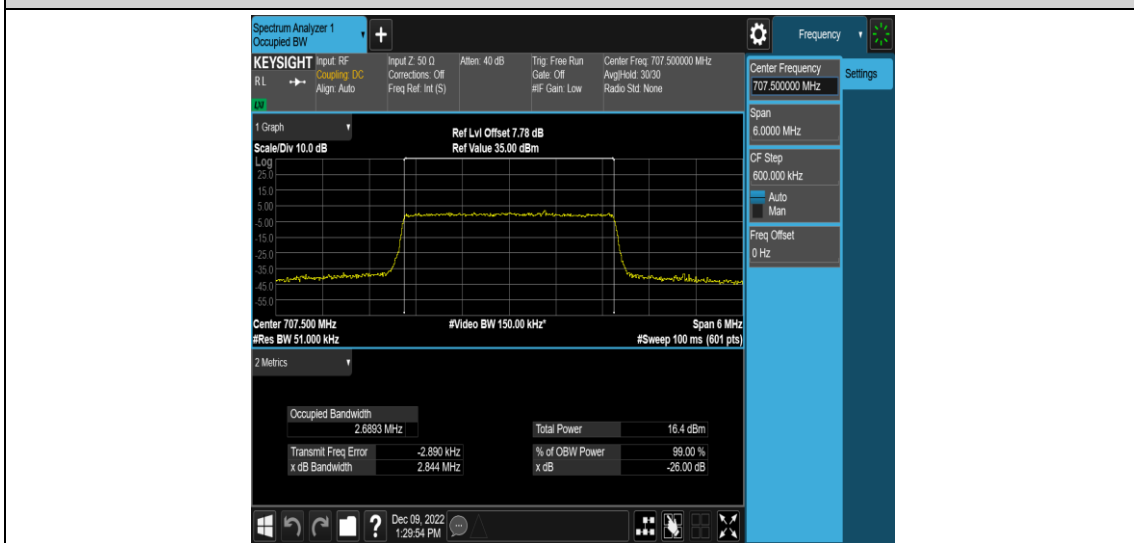 Spectrum Analyzer 1
Occupied BW
+
Frequency
KEYSIGHT
RL
LXI
Input: RF
Coupling: DC
Align: Auto
Input Z: 50 Ω
Corrections: Off
Freq Ref: Int (S)
Atten: 40 dB
Trig: Free Run
Gate: Off
#IF Gain: Low
Center Freq: 707.500000 MHz
Avg|Hold: 30/30
Radio Std: None
Center Frequency
707.500000 MHz
Settings
Span
6.0000 MHz
CF Step
600.000 kHz
Auto
Man
Freq Offset
0 Hz
1 Graph
Scale/Div 10.0 dB
Ref Lvl Offset 7.78 dB
Ref Value 35.00 dBm
Log
25.0
15.0
5.00
-5.00
-15.0
-25.0
-35.0
-45.0
-55.0
Center 707.500 MHz
#Video BW 150.00 kHz*
Span 6 MHz
#Res BW 51.000 kHz
#Sweep 100 ms (601 pts)
2 Metrics
Occupied Bandwidth
2.6893 MHz
Total Power 16.4 dBm
Transmit Freq Error -2.890 kHz
% of OBW Power 99.00 %
x dB Bandwidth 2.844 MHz
x dB -26.00 dB
?
Dec 09, 2022
1:29:54 PM